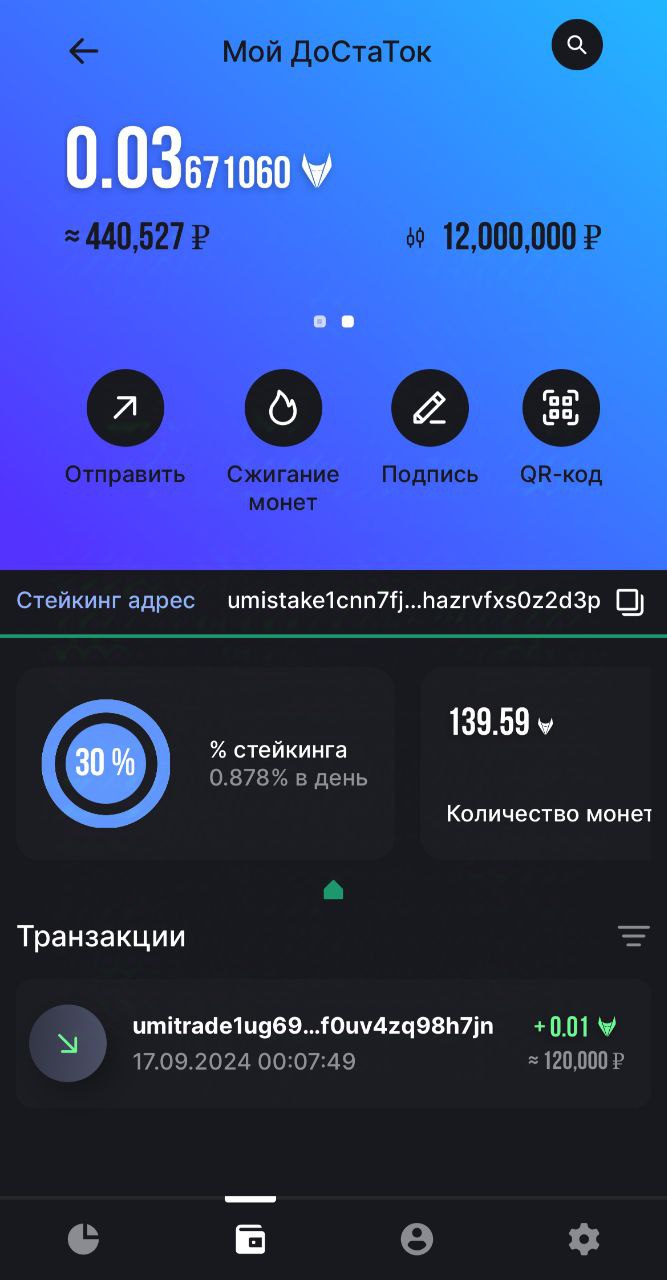 Мой ДоСтаТок
0.03671060
≈ 440,527 ₽
12,000,000 ₽
Отправить
Сжигание
монет
Подпись
QR-код
Стейкинг адрес
umistake1cnn7fj...hazrvfxs0z2d3p
30 %
% стейкинга
0.878% в день
139.59
Количество монет
Транзакции
umitrade1ug69...f0uv4zq98h7jn
+ 0.01
17.09.2024 00:07:49
≈ 120,000 ₽